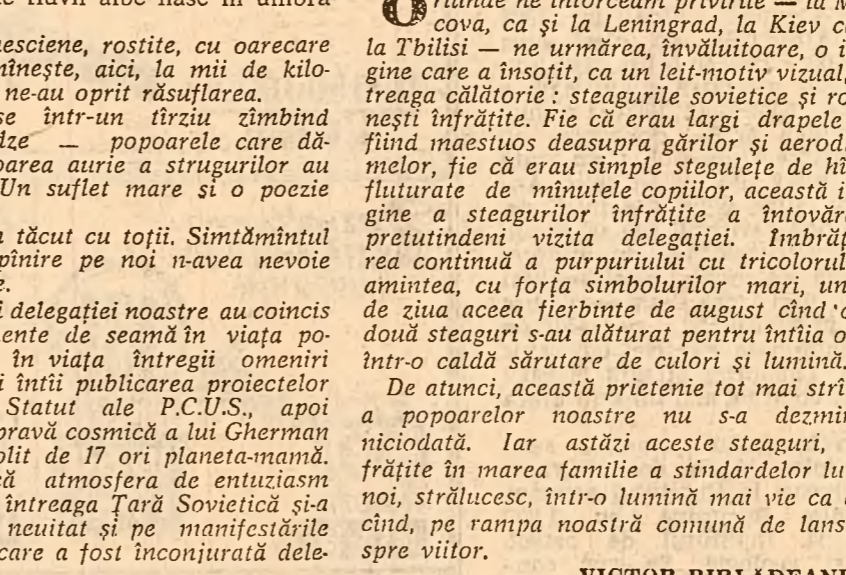 nesciene, rostite, cu oarecare
mînește, aici, la mii de kilo-
ne-au oprit răsuflarea.
se într-un tîrziu zîmbind
dze — popoarele care dă-
oarea aurie a strugurilor au
Un suflet mare și o poezie
tăcut cu toții. Simtămîntul
pînire pe noi n-avea nevoie
e.
i delegației noastre au coincis
ente de seamă în viața po-
în viața întregii omeniri
i întîi publicarea proiectelor
Statut ale P.C.U.S., apoi
pravă cosmică a lui Gherman
olit de 17 ori planeta-mamă.
că atmosfera de entuziasm
întreaga Țară Sovietică și-a
neuitat și pe manifestările
care a fost înconjurată dele-
Oriunde ne întorceam privirile — la M
cova, ca și la Leningrad, la Kiev c
la Tbilisi — ne urmărea, învăluitoare, o i
gine care a însoțit, ca un leit-motiv vizual,
treaga călătorie : steagurile sovietice și ro
nești înfrățite. Fie că erau largi drapele
fiind maestuos deasupra gărilor și aerod
melor, fie că erau simple stegulețe de hî
fluturate de mînuțele copiilor, această i
gine a steagurilor înfrățite a întovăr
pretutindeni vizita delegației. Îmbrăț
rea continuă a purpuriului cu tricolorul
amintea, cu forța simbolurilor mari, un
de ziua aceea fierbinte de august cînd c
două steaguri s-au alăturat pentru întîia o
într-o caldă sărutare de culori și lumină.
De atunci, această prietenie tot mai strî
a popoarelor noastre nu s-a dezmin
niciodată. Iar astăzi aceste steaguri,
frățite în marea familie a stindardelor lu
noi, strălucesc, într-o lumină mai vie ca
cînd, pe rampa noastră comună de lans
spre viitor.
VICTOR BIRLĂDEANU